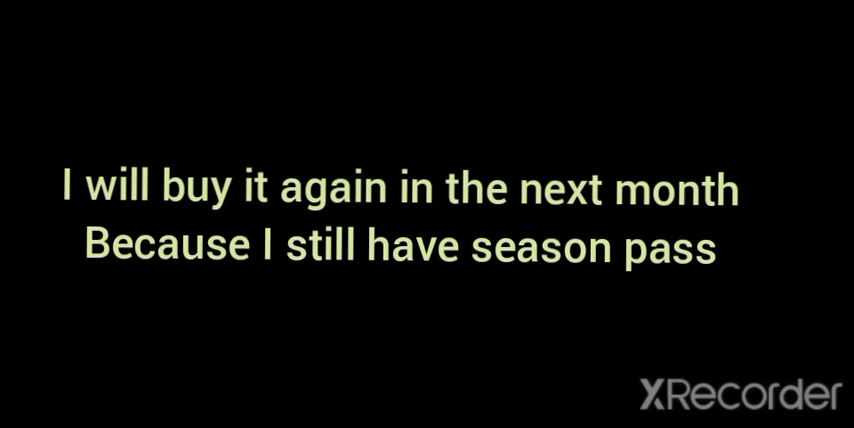 I will buy it again in the next month
Because I still have season pass
XRecorder